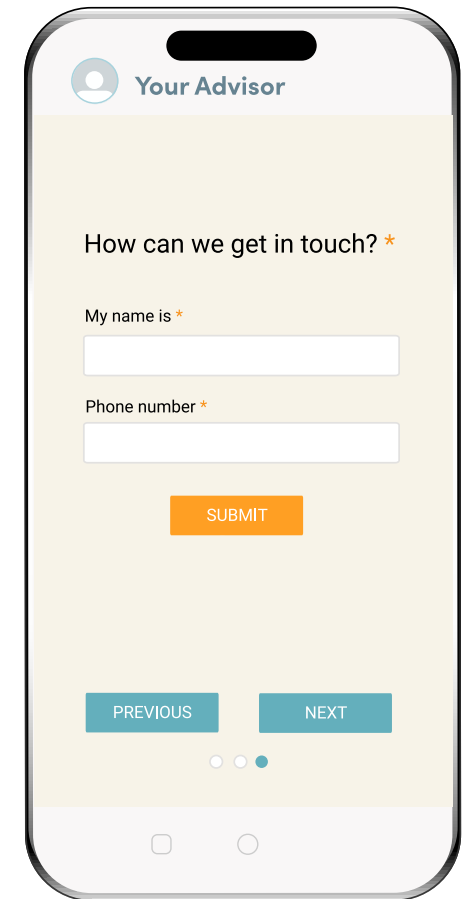 Your Advisor
How can we get in touch? *
My name is *
Phone number *
SUBMIT
PREVIOUS NEXT